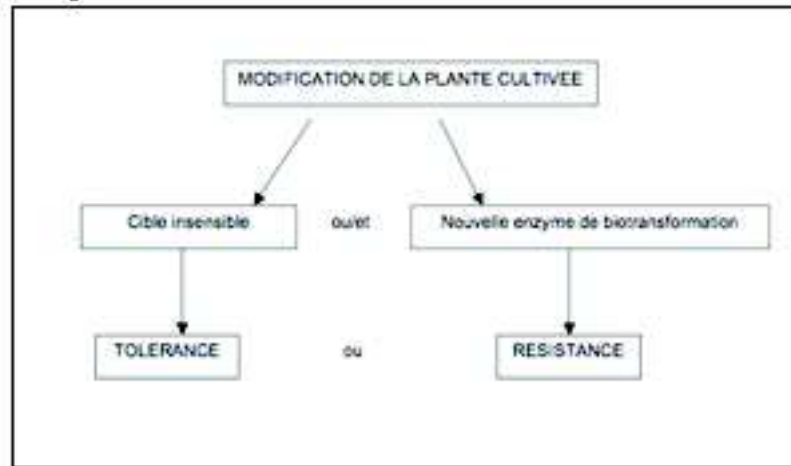 MODIFICATION DE LA PLANTE CULTIVEE
Cible insensible ou/et Nouvelle enzyme de biotransformation
TOLERANCE ou RESISTANCE